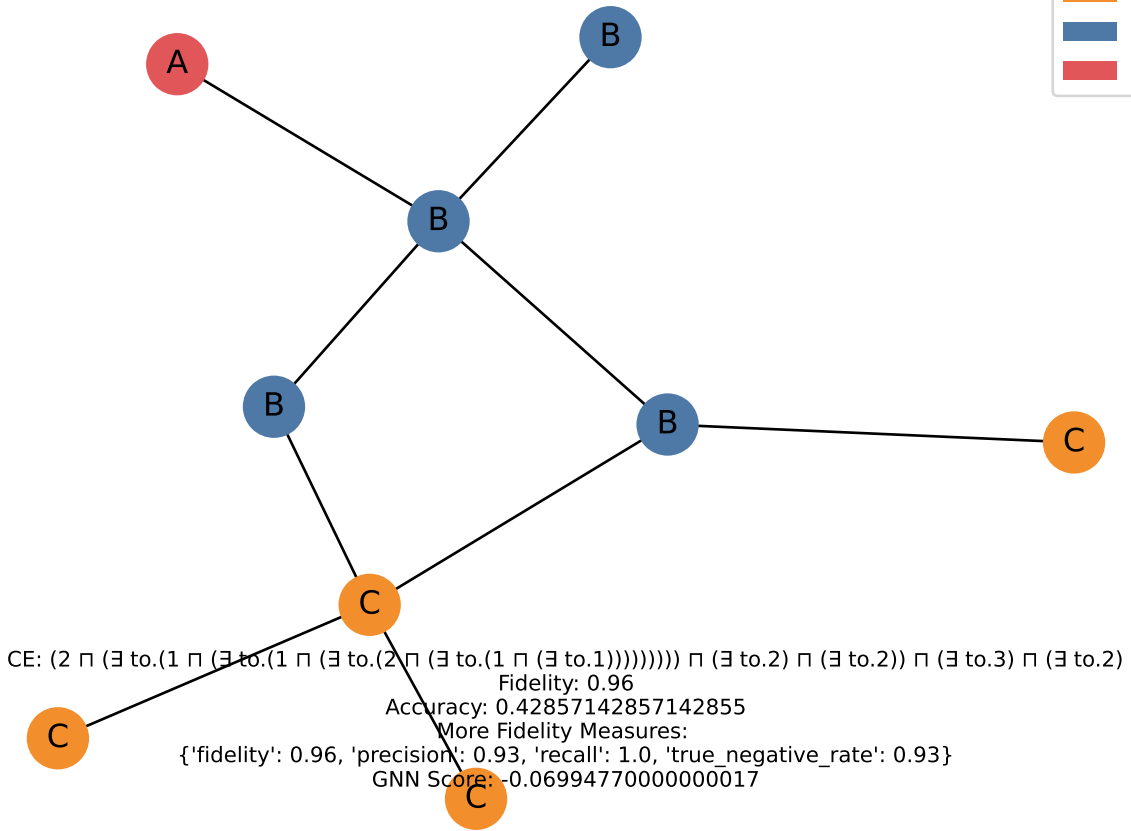 B
A
B
B
B
C
C
CE: (2 ⊓ (∃ to.(1 ⊓ (∃ to.(1 ⊓ (∃ to.(2 ⊓ (∃ to.(1 ⊓ (∃ to.1))))))))) ⊓ (∃ to.2) ⊓ (∃ to.2)) ⊓ (∃ to.3) ⊓ (∃ to.2)
Fidelity: 0.96
Accuracy: 0.42857142857142855
More Fidelity Measures:
C
{'fidelity': 0.96, 'precision': 0.93, 'recall': 1.0, 'true_negative_rate': 0.93}
GNN Score: -0.06994770000000017
C